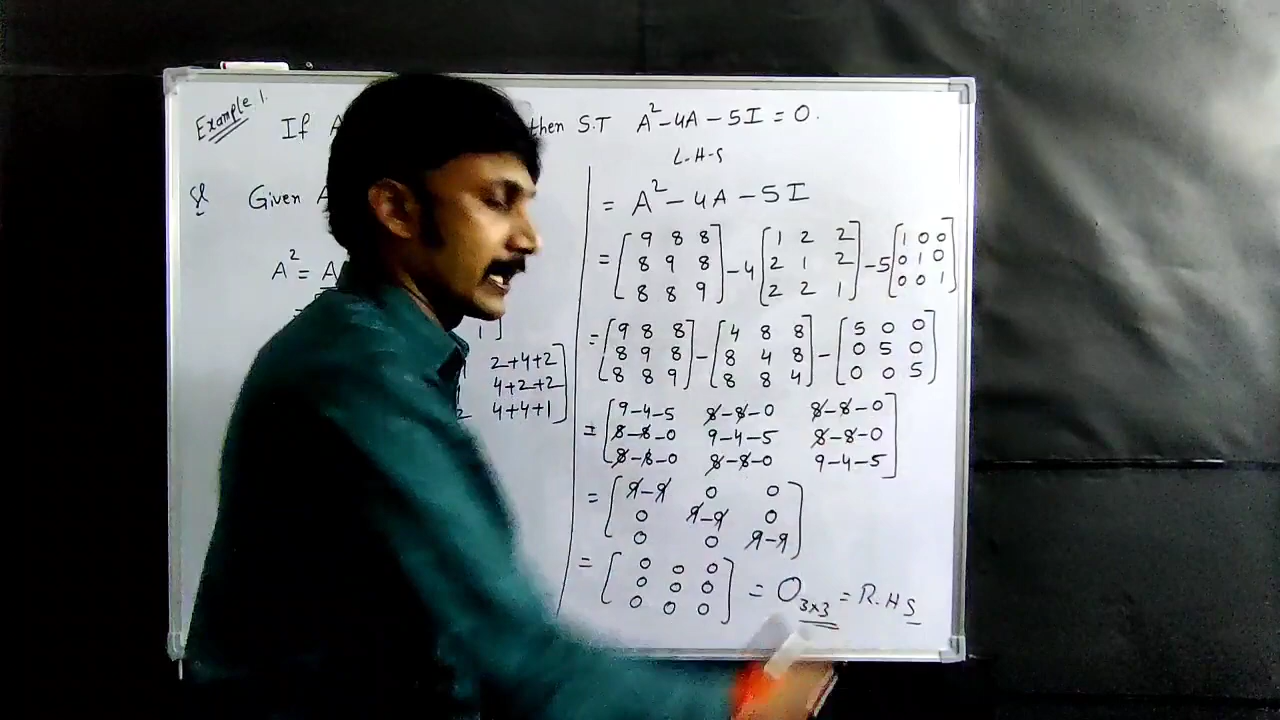 Example 1.
If A then S.T A²-4A-5I=0.
Sol Given A
A² = A
=
1]
2+4+2]
4+2+2
2 4+4+1]
L-H-S
= A²-4A-5I
= [9 8 8
8 9 8
8 8 9] -4 [1 2 2
2 1 2
2 2 1] -5 [1 0 0
0 1 0
0 0 1]
= [9 8 8
8 9 8
8 8 9] - [4 8 8
8 4 8
8 8 4] - [5 0 0
0 5 0
0 0 5]
= [9-4-5 8-8-0 8-8-0
8-8-0 9-4-5 8-8-0
8-8-0 8-8-0 9-4-5]
= [9-9 0 0
0 9-9 0
0 0 9-9]
= [0 0 0
0 0 0
0 0 0] = O3×3 = R.H.S